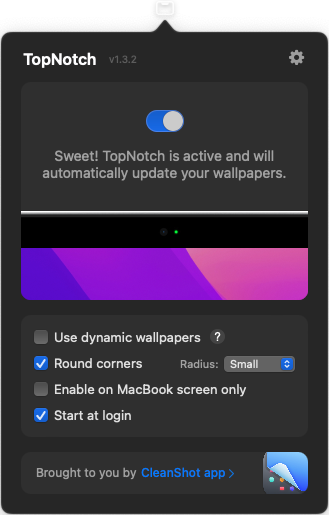 TopNotch v1.3.2
Sweet! TopNotch is active and will
automatically update your wallpapers.
Use dynamic wallpapers ?
Round corners Radius: Small
Enable on MacBook screen only
Start at login
Brought to you by CleanShot app >